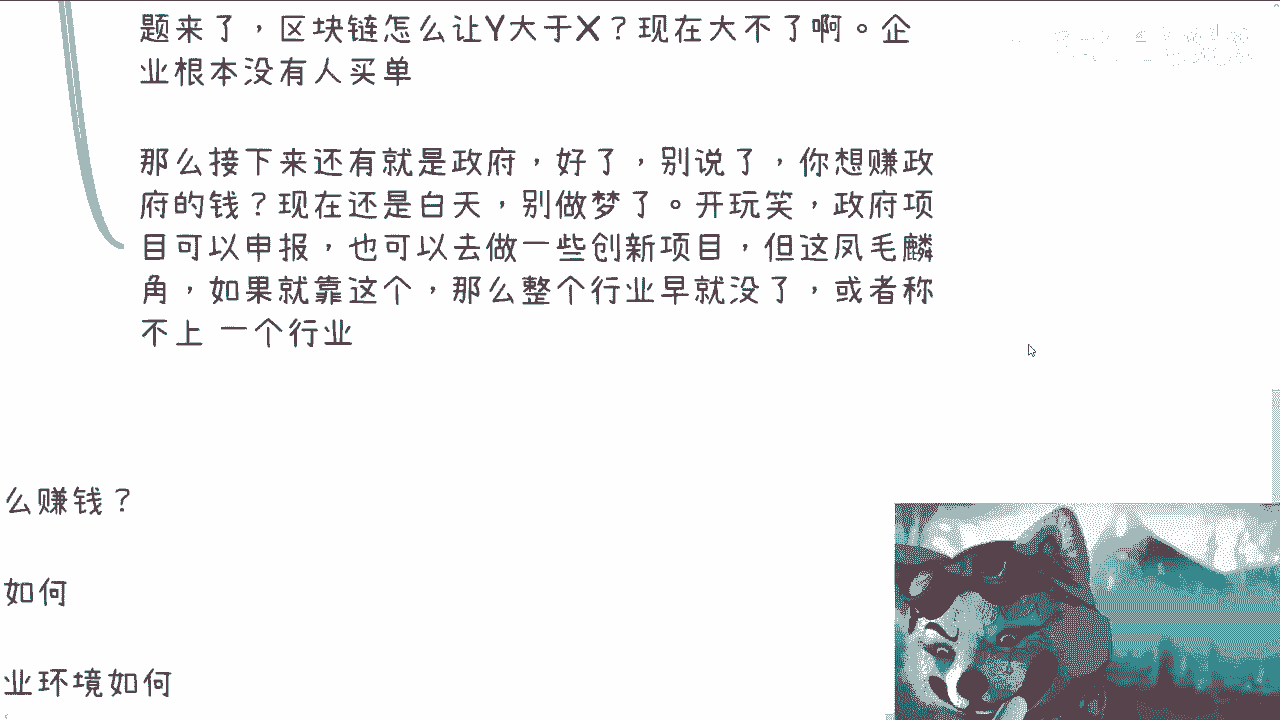 题来了，区块链怎么让Y大于X？现在大不了啊。企
业根本没有人买单
那么接下来还有就是政府，好了，别说了，你想赚政
府的钱？现在还是白天，别做梦了。开玩笑，政府项
目可以申报，也可以去做一些创新项目，但这凤毛麟
角，如果就靠这个，那么整个行业早就没了，或者称
不上 一个行业
么赚钱？
如何
业环境如何